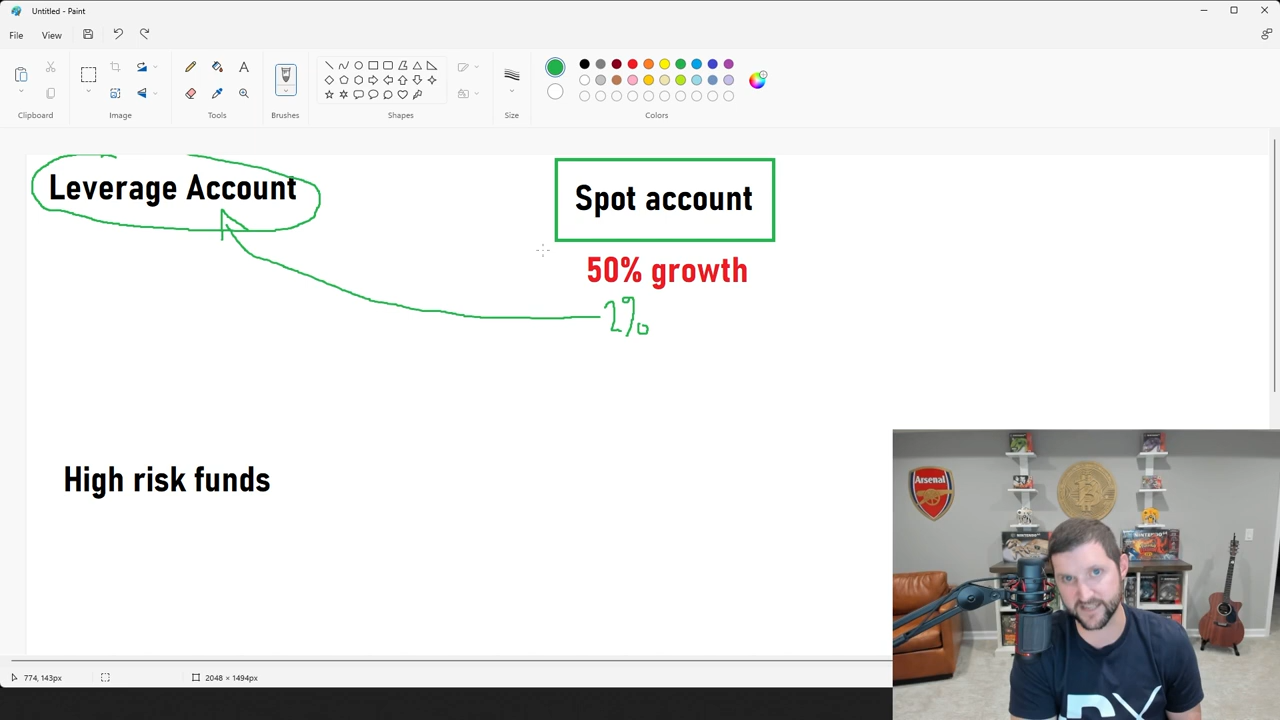 Untitled - Paint
File View
Clipboard Image Tools Brushes Shapes Size Colors
Leverage Account
Spot account
50% growth
2%
High risk funds
Arsenal
774, 143px 2048 × 1494px